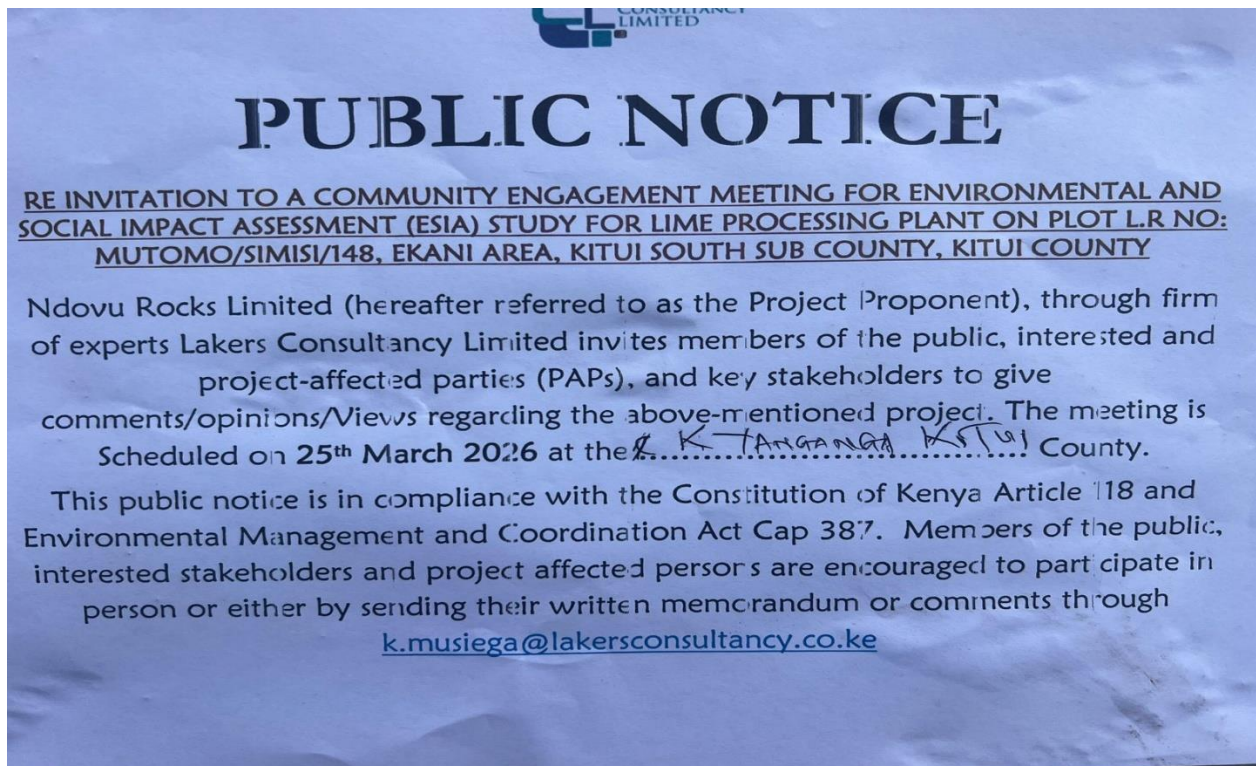 CONSULTANCY
LIMITED
PUBLIC NOTICE
RE INVITATION TO A COMMUNITY ENGAGEMENT MEETING FOR ENVIRONMENTAL AND
SOCIAL IMPACT ASSESSMENT (ESIA) STUDY FOR LIME PROCESSING PLANT ON PLOT L.R NO:
MUTOMO/SIMISI/148, EKANI AREA, KITUI SOUTH SUB COUNTY, KITUI COUNTY
Ndovu Rocks Limited (hereafter referred to as the Project Proponent), through firm
of experts Lakers Consultancy Limited invites members of the public, interested and
project-affected parties (PAPs), and key stakeholders to give
comments/opinions/Views regarding the above-mentioned project. The meeting is
Scheduled on 25th March 2026 at the K TANGANGA KITUI County.
This public notice is in compliance with the Constitution of Kenya Article 118 and
Environmental Management and Coordination Act Cap 387. Members of the public,
interested stakeholders and project affected persons are encouraged to participate in
person or either by sending their written memorandum or comments through
k.musiega@lakersconsultancy.co.ke